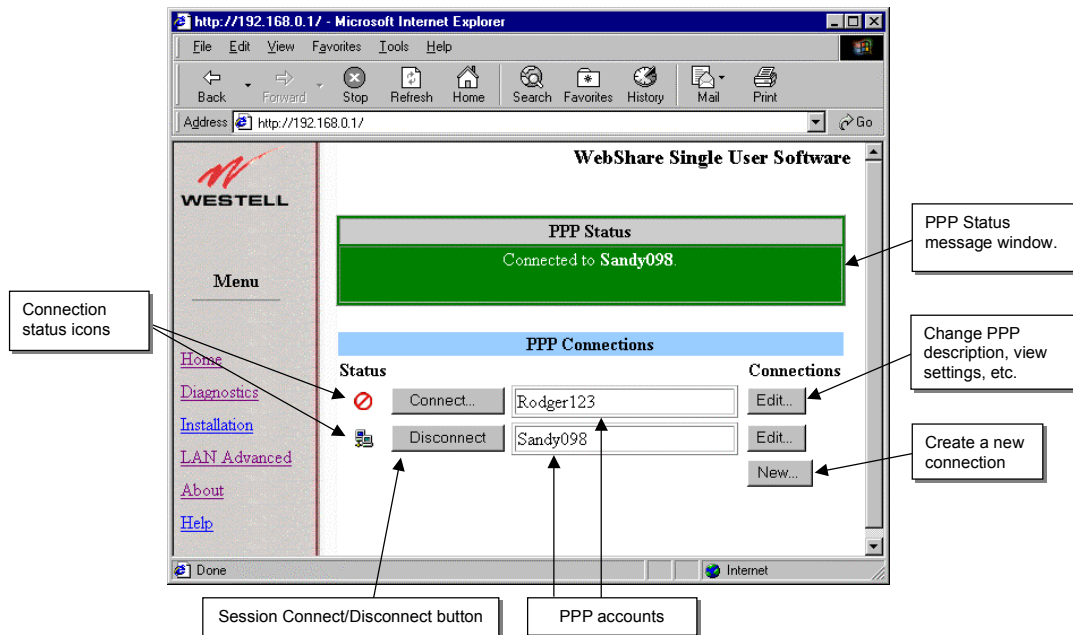 http://192.168.0.1/ - Microsoft Internet Explorer
File Edit View Favorites Tools Help
Back Forward Stop Refresh Home Search Favorites History Mail Print
Address http://192.168.0.1/ Go
WESTELL
Menu
Home
Diagnostics
Installation
LAN Advanced
About
Help
WebShare Single User Software
PPP Status
Connected to Sandy098.
PPP Connections
Status Connections
Connect... Rodger123 Edit...
Disconnect Sandy098 Edit...
New...
Done Internet
Connection
status icons
PPP Status
message window.
Change PPP
description, view
settings, etc.
Create a new
connection
Session Connect/Disconnect button
PPP accounts